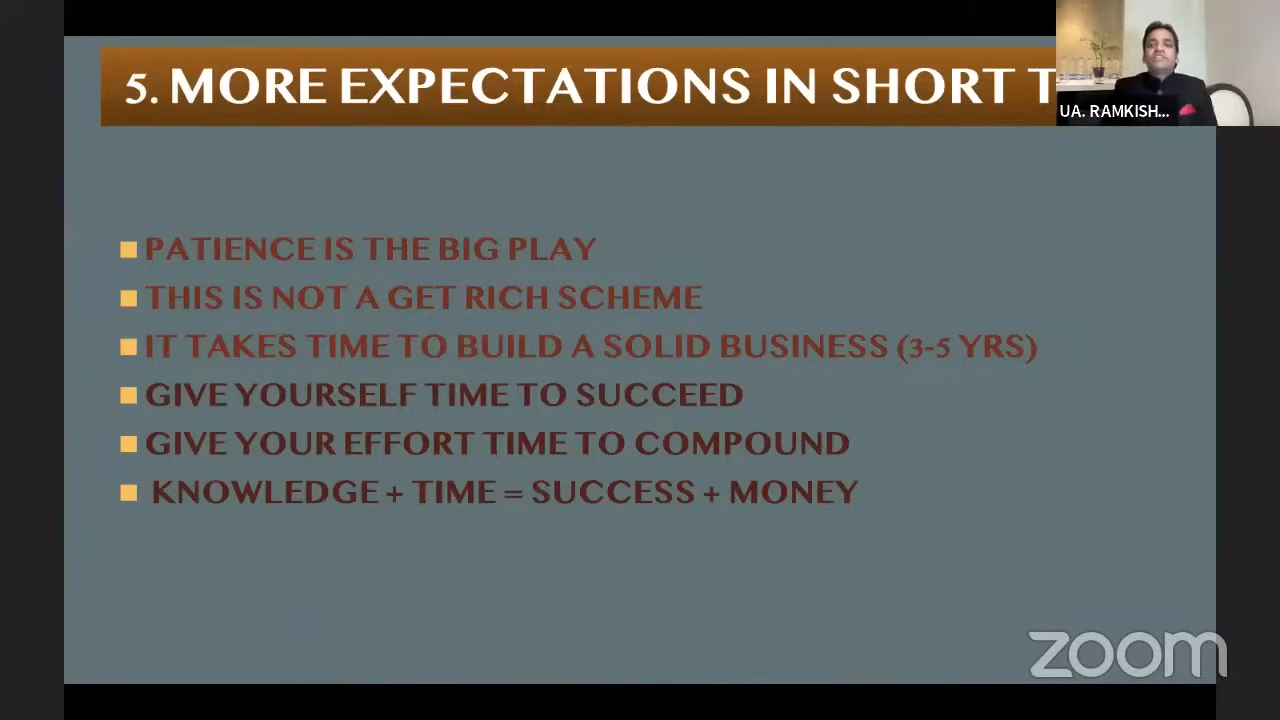 5. MORE EXPECTATIONS IN SHORT
UA. RAMKISH...
PATIENCE IS THE BIG PLAY
THIS IS NOT A GET RICH SCHEME
IT TAKES TIME TO BUILD A SOLID BUSINESS (3-5 YRS)
GIVE YOURSELF TIME TO SUCCEED
GIVE YOUR EFFORT TIME TO COMPOUND
KNOWLEDGE + TIME = SUCCESS + MONEY
zoom